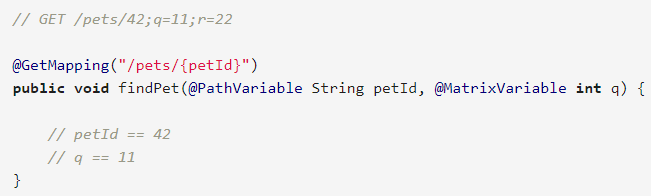 // GET /pets/42;q=11;r=22
@GetMapping("/pets/{petId}")
public void findPet(@PathVariable String petId, @MatrixVariable int q) {
// petId == 42
// q == 11
}